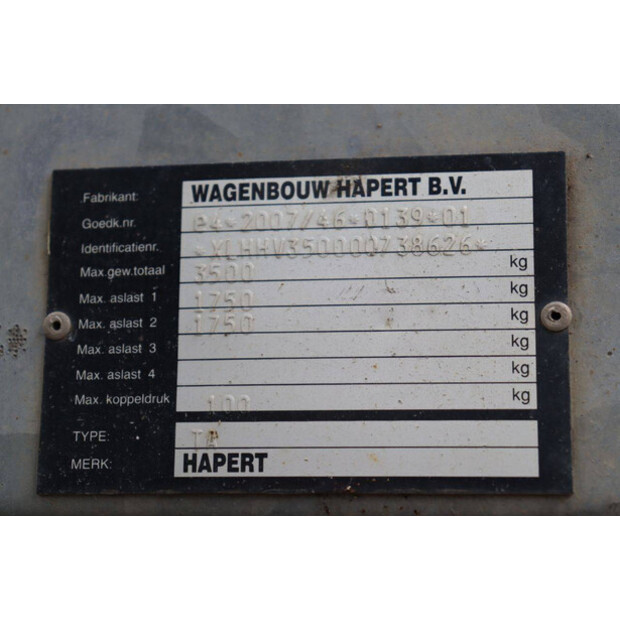 Fabrikant: WAGENBOUW HAPERT B.V.
Goedk.nr. e4*2007/46*0139*01
Identificatienr. *XLHHV350000738626*
Max.gew.totaal 3500 kg
Max. aslast 1 1750 kg
Max. aslast 2 1750 kg
Max. aslast 3 kg
Max. aslast 4 kg
Max. koppeldruk 100 kg
TYPE:
MERK: HAPERT